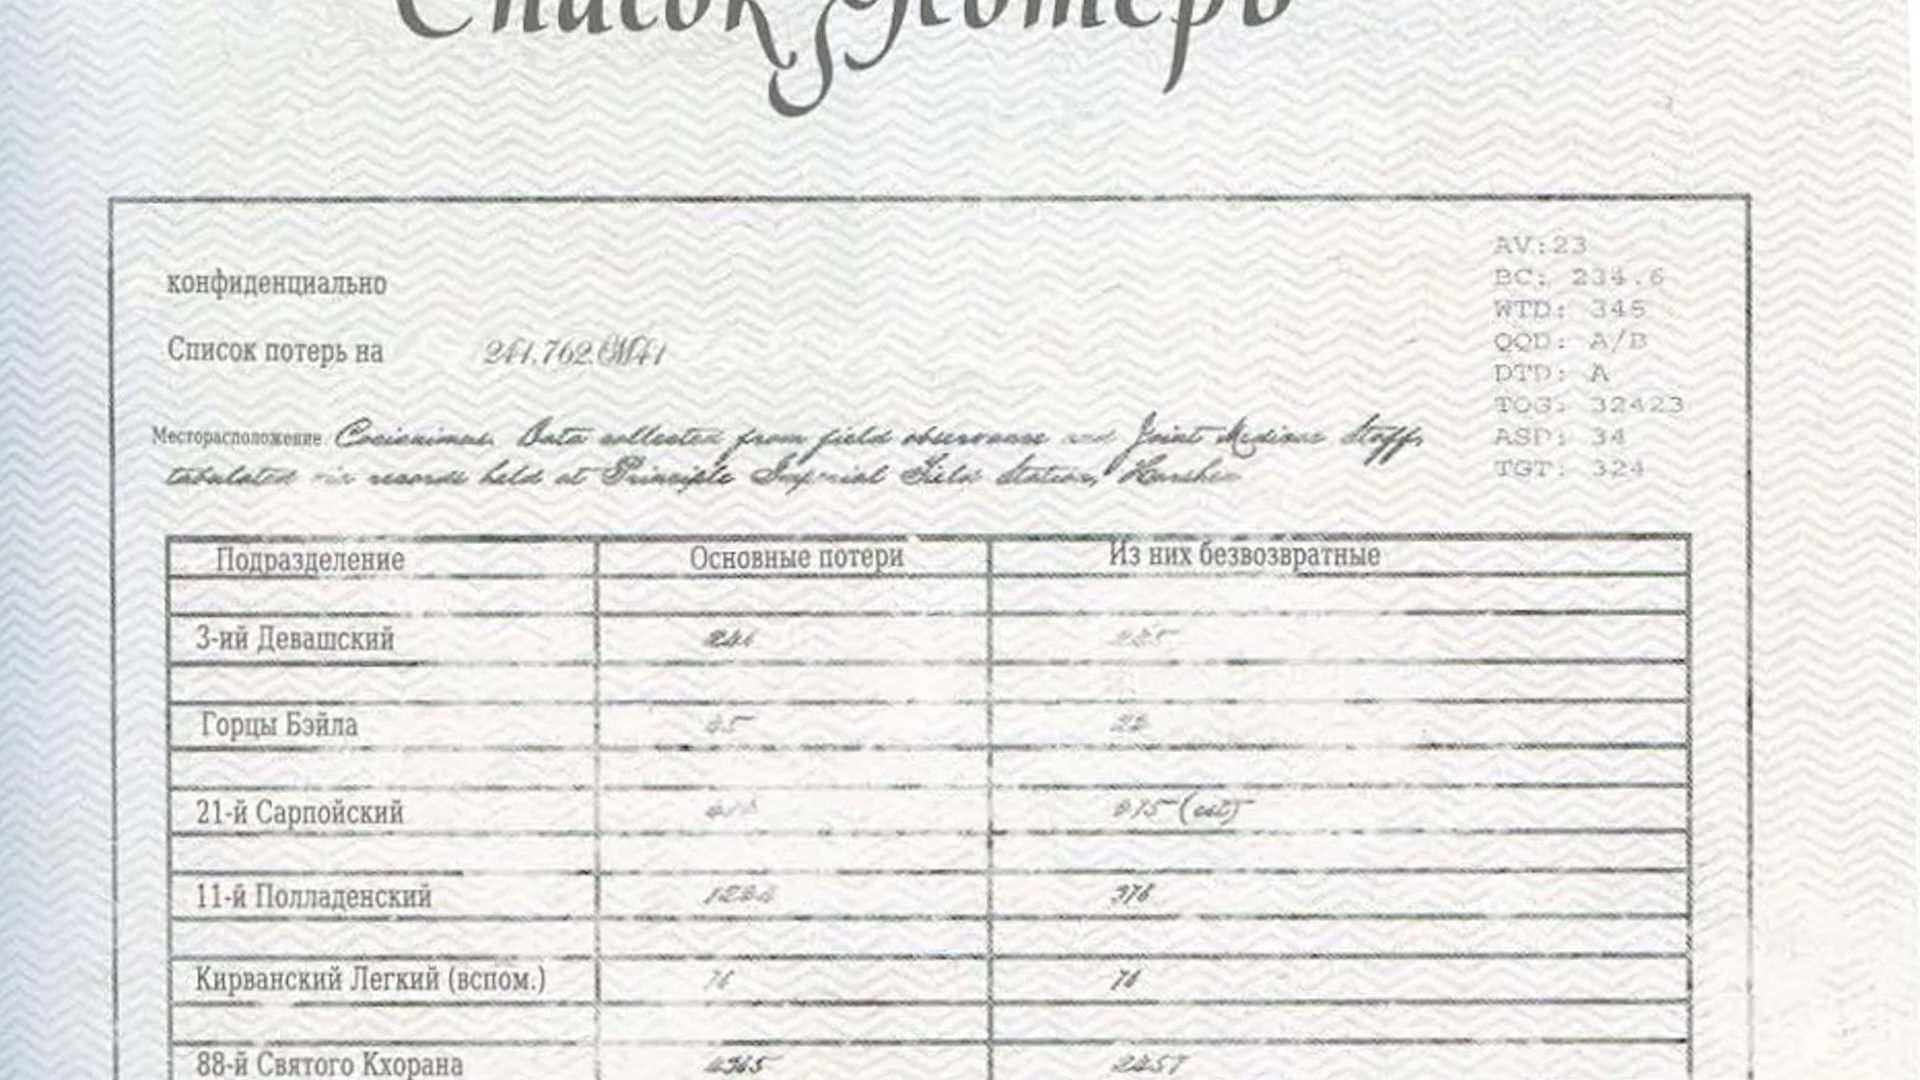 Список Потерь
AV:23
BC: 234.6
WTD: 345
QQD: A/B
DTD: A
TOG: 32423
ASD: 34
TGT: 324
конфиденциально
Список потерь на 241.762.M41
Месторасположение Data collected from field observance and Joint Medicae Staff,
tabulated via records held at Principle Imperial Field Station,
Подразделение Основные потери Из них безвозвратные
3-ий Девашский
Горцы Бэйла
21-й Сарпойский (est)
11-й Полладенский 376
Кирванский Легкий (вспом.) 76 76
88-й Святого Кхорана 2457